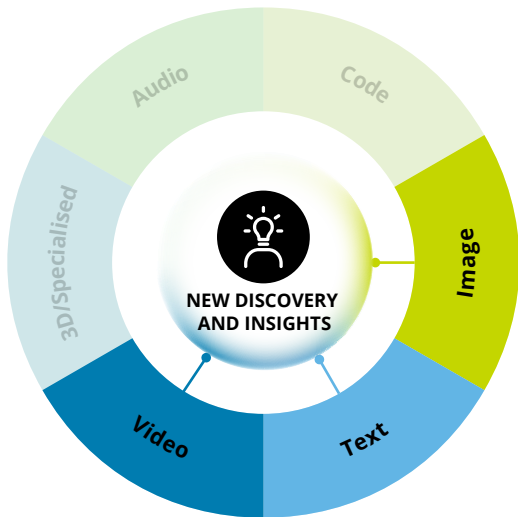 Audio
Code
3D/Specialised
Image
NEW DISCOVERY
AND INSIGHTS
Video
Text